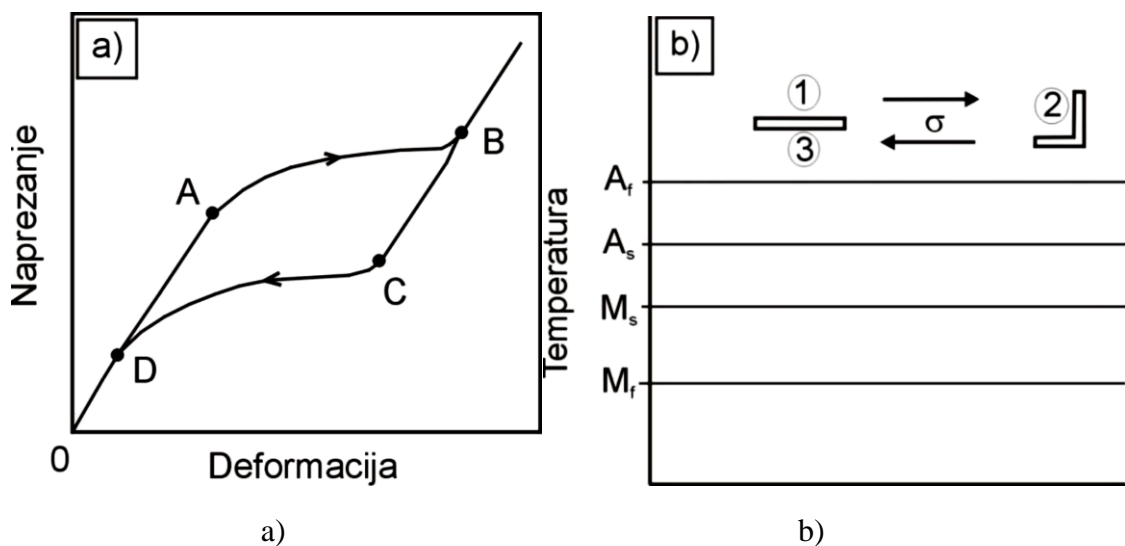 a)
Naprezanje
A
B
C
D
0
Deformacija
b)
Temperatura
1
2
σ
3
Af
As
Ms
Mf
a)
b)